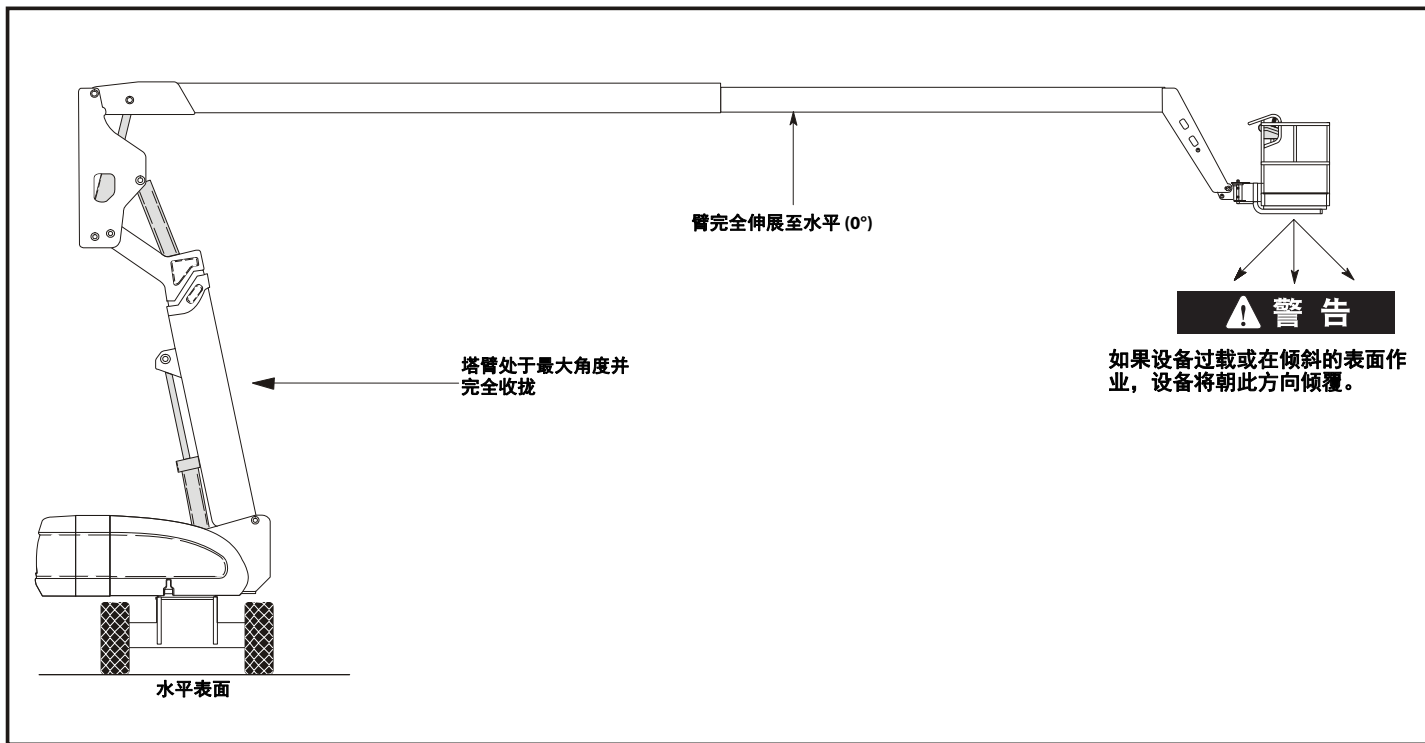 臂完全伸展至水平 (0°)
警 告
如果设备过载或在倾斜的表面作
业，设备将朝此方向倾覆。
塔臂处于最大角度并
完全收拢
水平表面